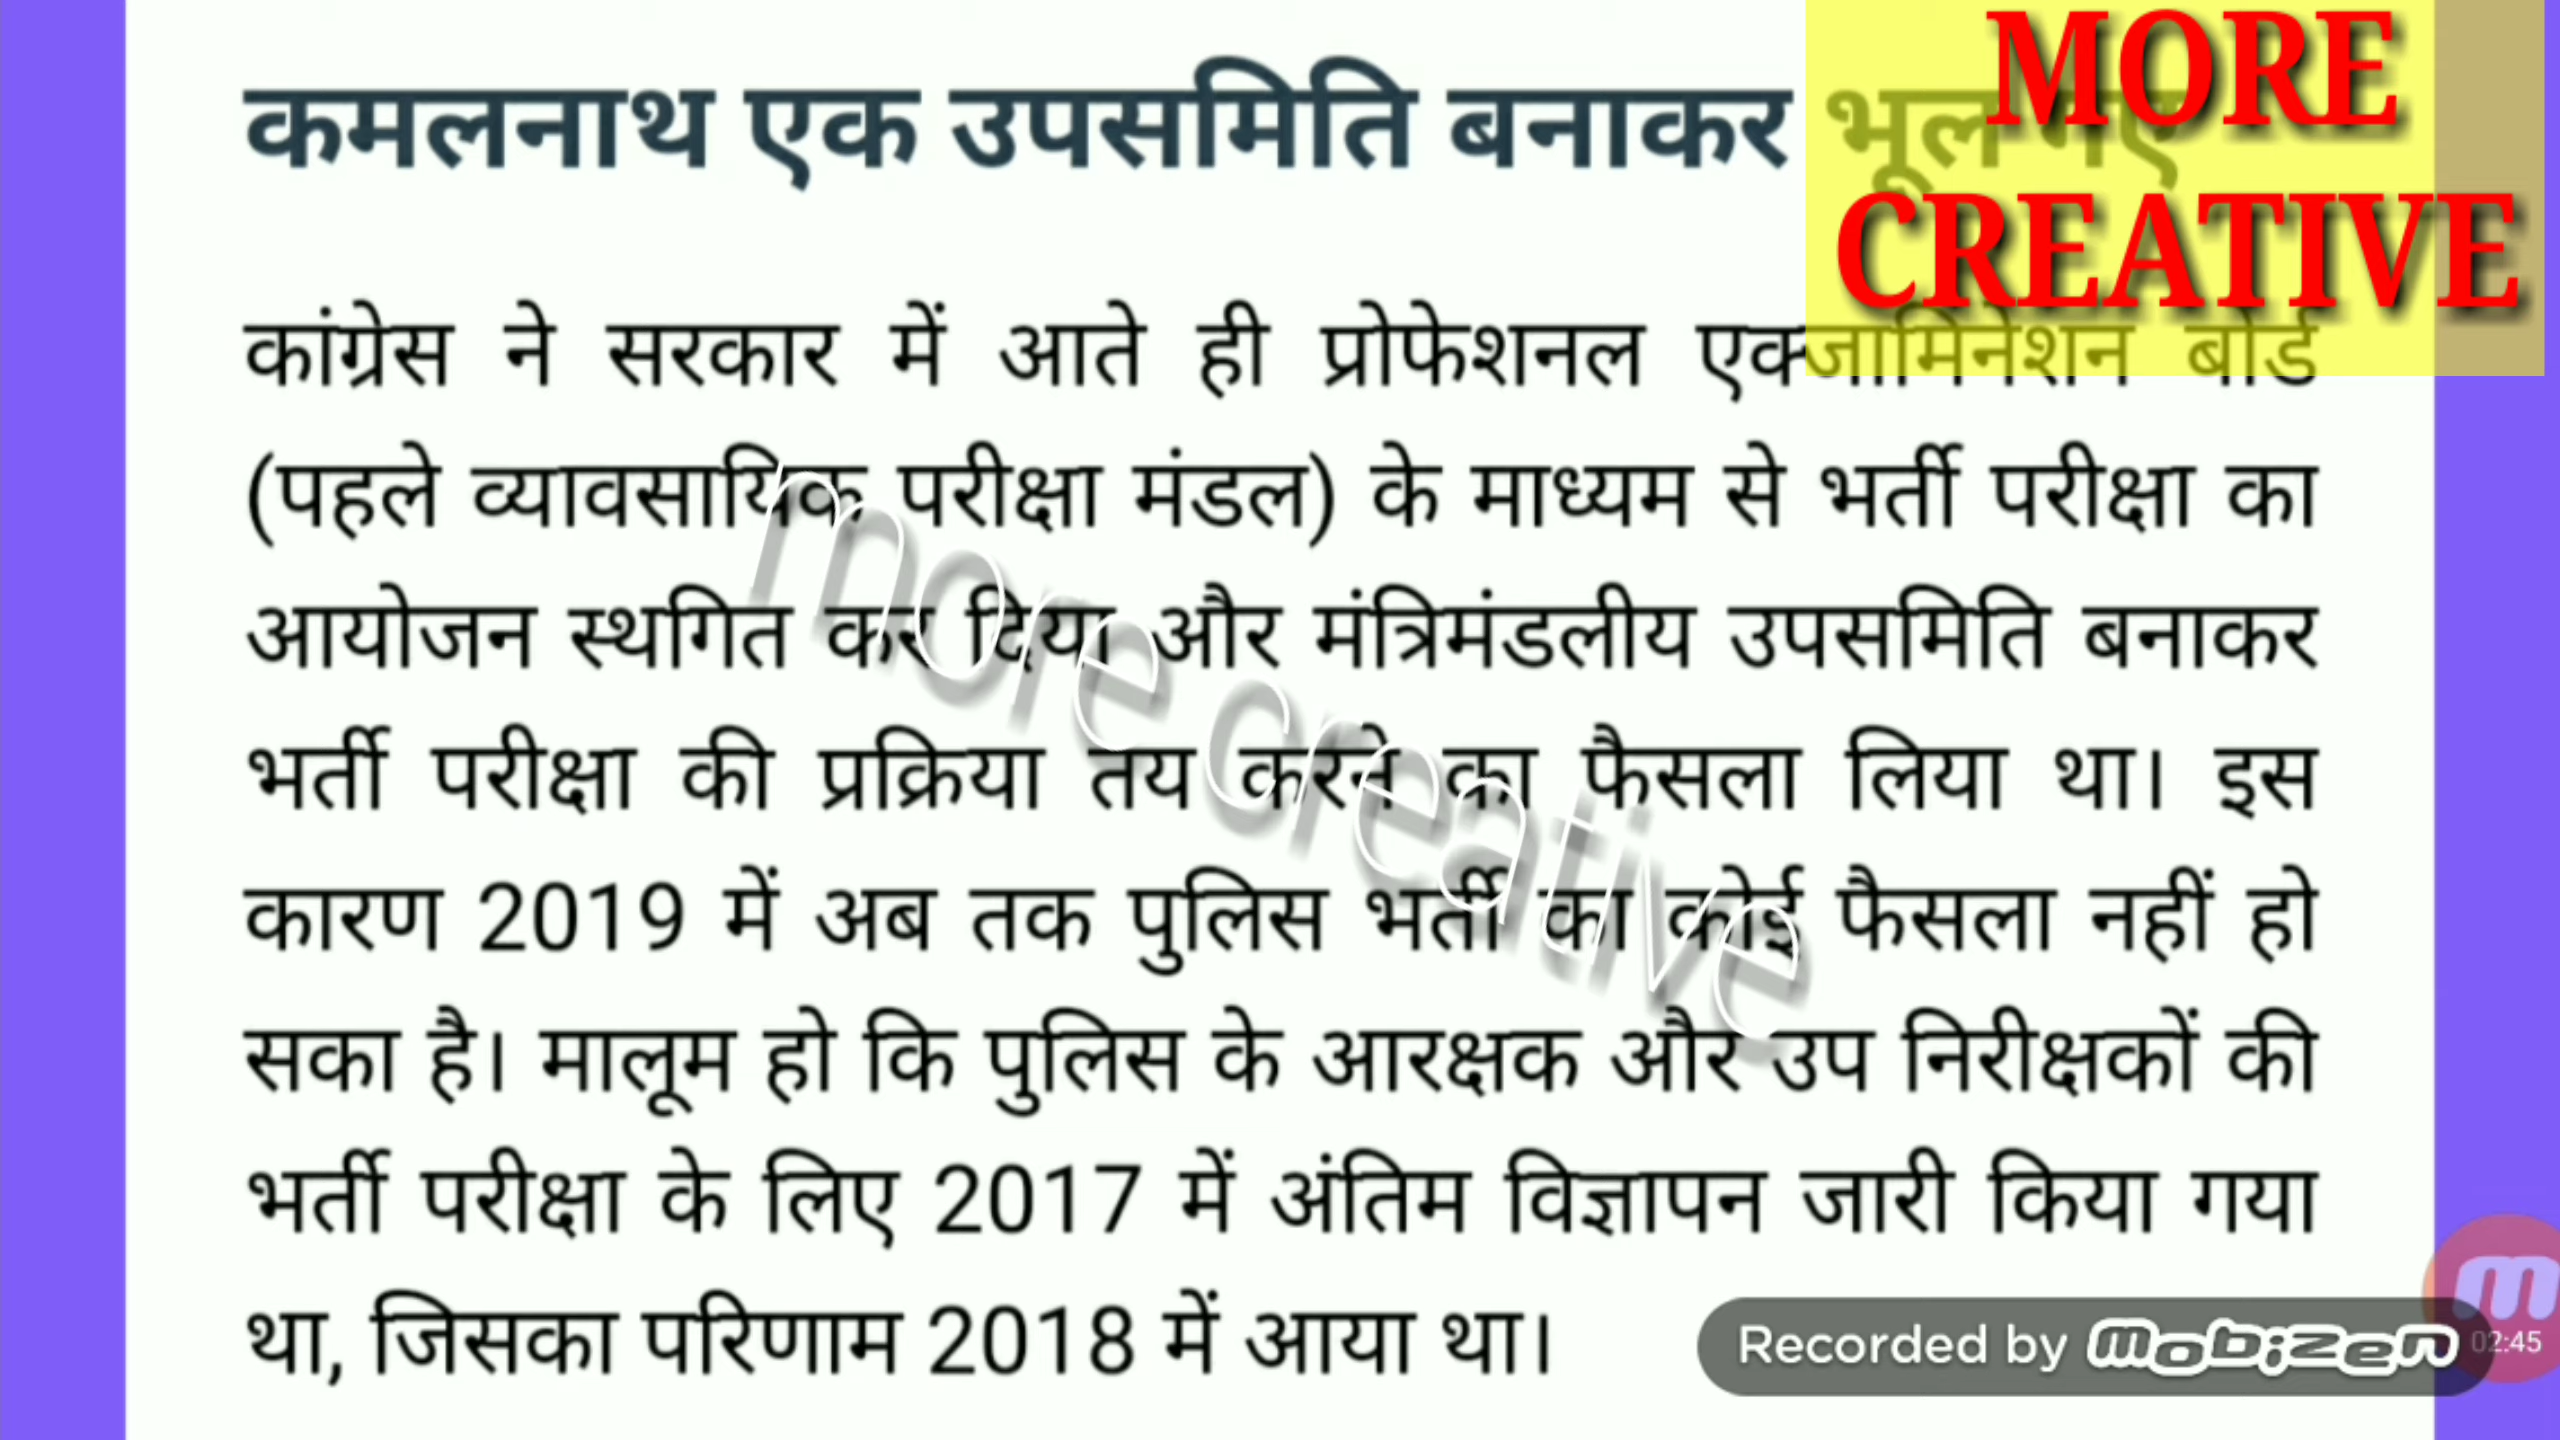 MORE
CREATIVE
कमलनाथ एक उपसमिति बनाकर भूल गए
कांग्रेस ने सरकार में आते ही प्रोफेशनल एक्जामिनेशन बोर्ड
(पहले व्यावसायिक परीक्षा मंडल) के माध्यम से भर्ती परीक्षा का
आयोजन स्थगित कर दिया और मंत्रिमंडलीय उपसमिति बनाकर
भर्ती परीक्षा की प्रक्रिया तय करने का फैसला लिया था। इस
कारण 2019 में अब तक पुलिस भर्ती का कोई फैसला नहीं हो
सका है। मालूम हो कि पुलिस के आरक्षक और उप निरीक्षकों की
भर्ती परीक्षा के लिए 2017 में अंतिम विज्ञापन जारी किया गया
था, जिसका परिणाम 2018 में आया था।
more creative
Recorded by mobizen
02:45